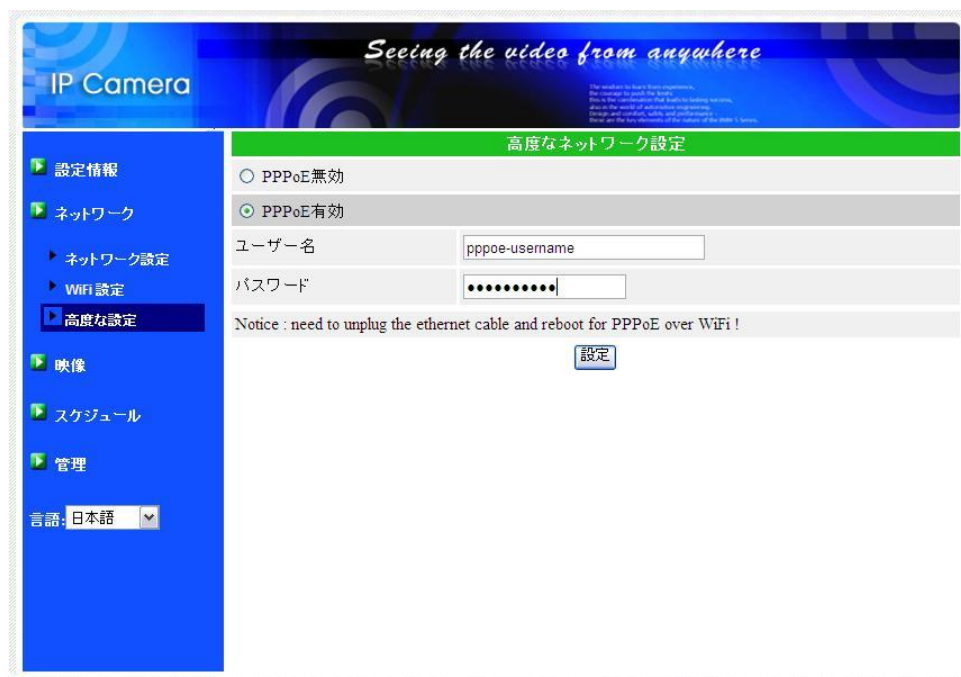 Seeing the video from anywhere
IP Camera
高度なネットワーク設定
設定情報
ネットワーク
ネットワーク設定
WiFi 設定
高度な設定
映像
スケジュール
管理
言語: 日本語
PPPoE無効
PPPoE有効
ユーザー名 pppoe-username
パスワード ●●●●●●●●●●
Notice : need to unplug the ethernet cable and reboot for PPPoE over WiFi !
設定